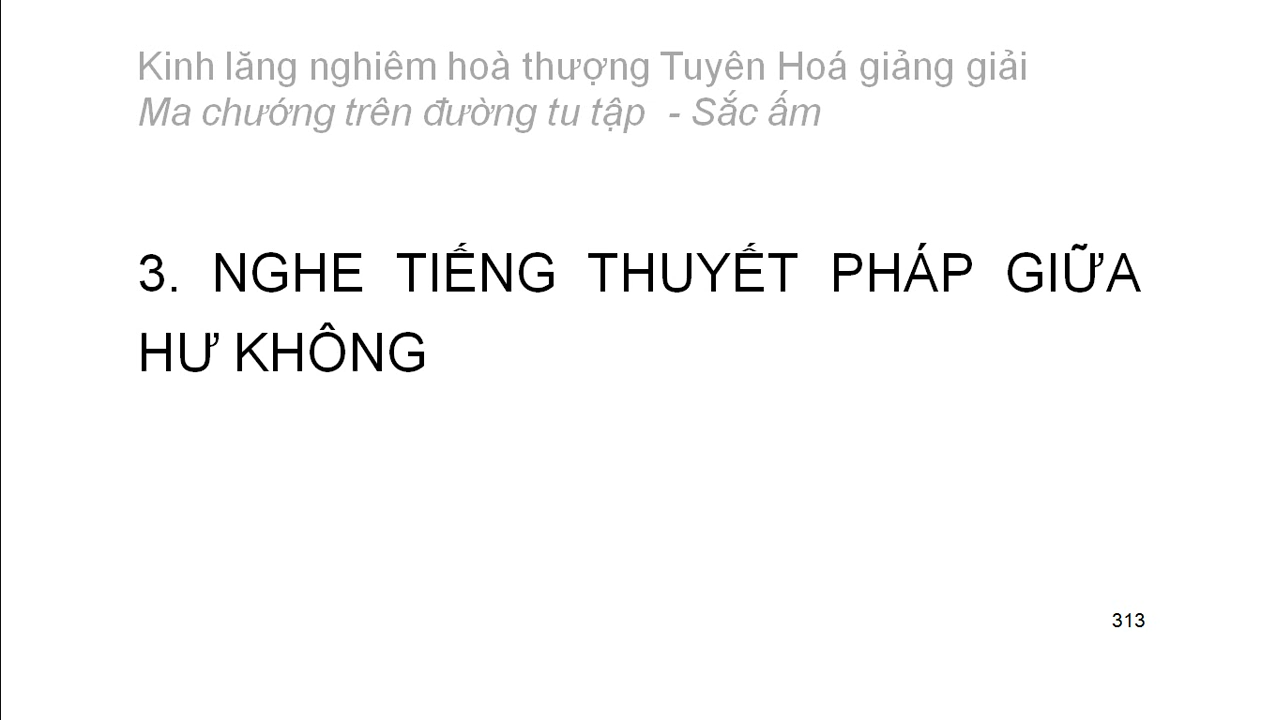 Kinh lăng nghiêm hoà thượng Tuyên Hoá giảng giải
Ma chướng trên đường tu tập - Sắc ấm
3. NGHE TIẾNG THUYẾT PHÁP GIỮA
HƯ KHÔNG
313